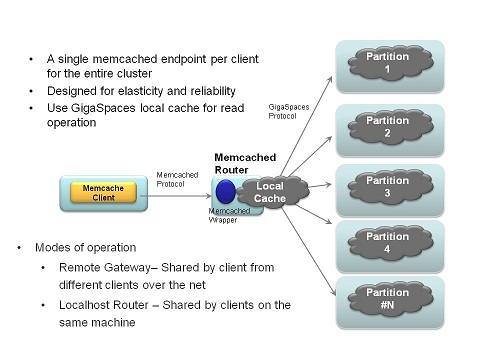 • A single memcached endpoint per client
for the entire cluster
• Designed for elasticity and reliability
• Use GigaSpaces local cache for read
operation
Partition
1
GigaSpaces
Protocol
Partition
2
Memcached
Router
Memcached
Protocol
Memcache
Client
Local
Cache
Memcached
Wrapper
Partition
3
Partition
4
Partition
#N
• Modes of operation
• Remote Gateway– Shared by client from
different clients over the net
• Localhost Router – Shared by clients on the
same machine